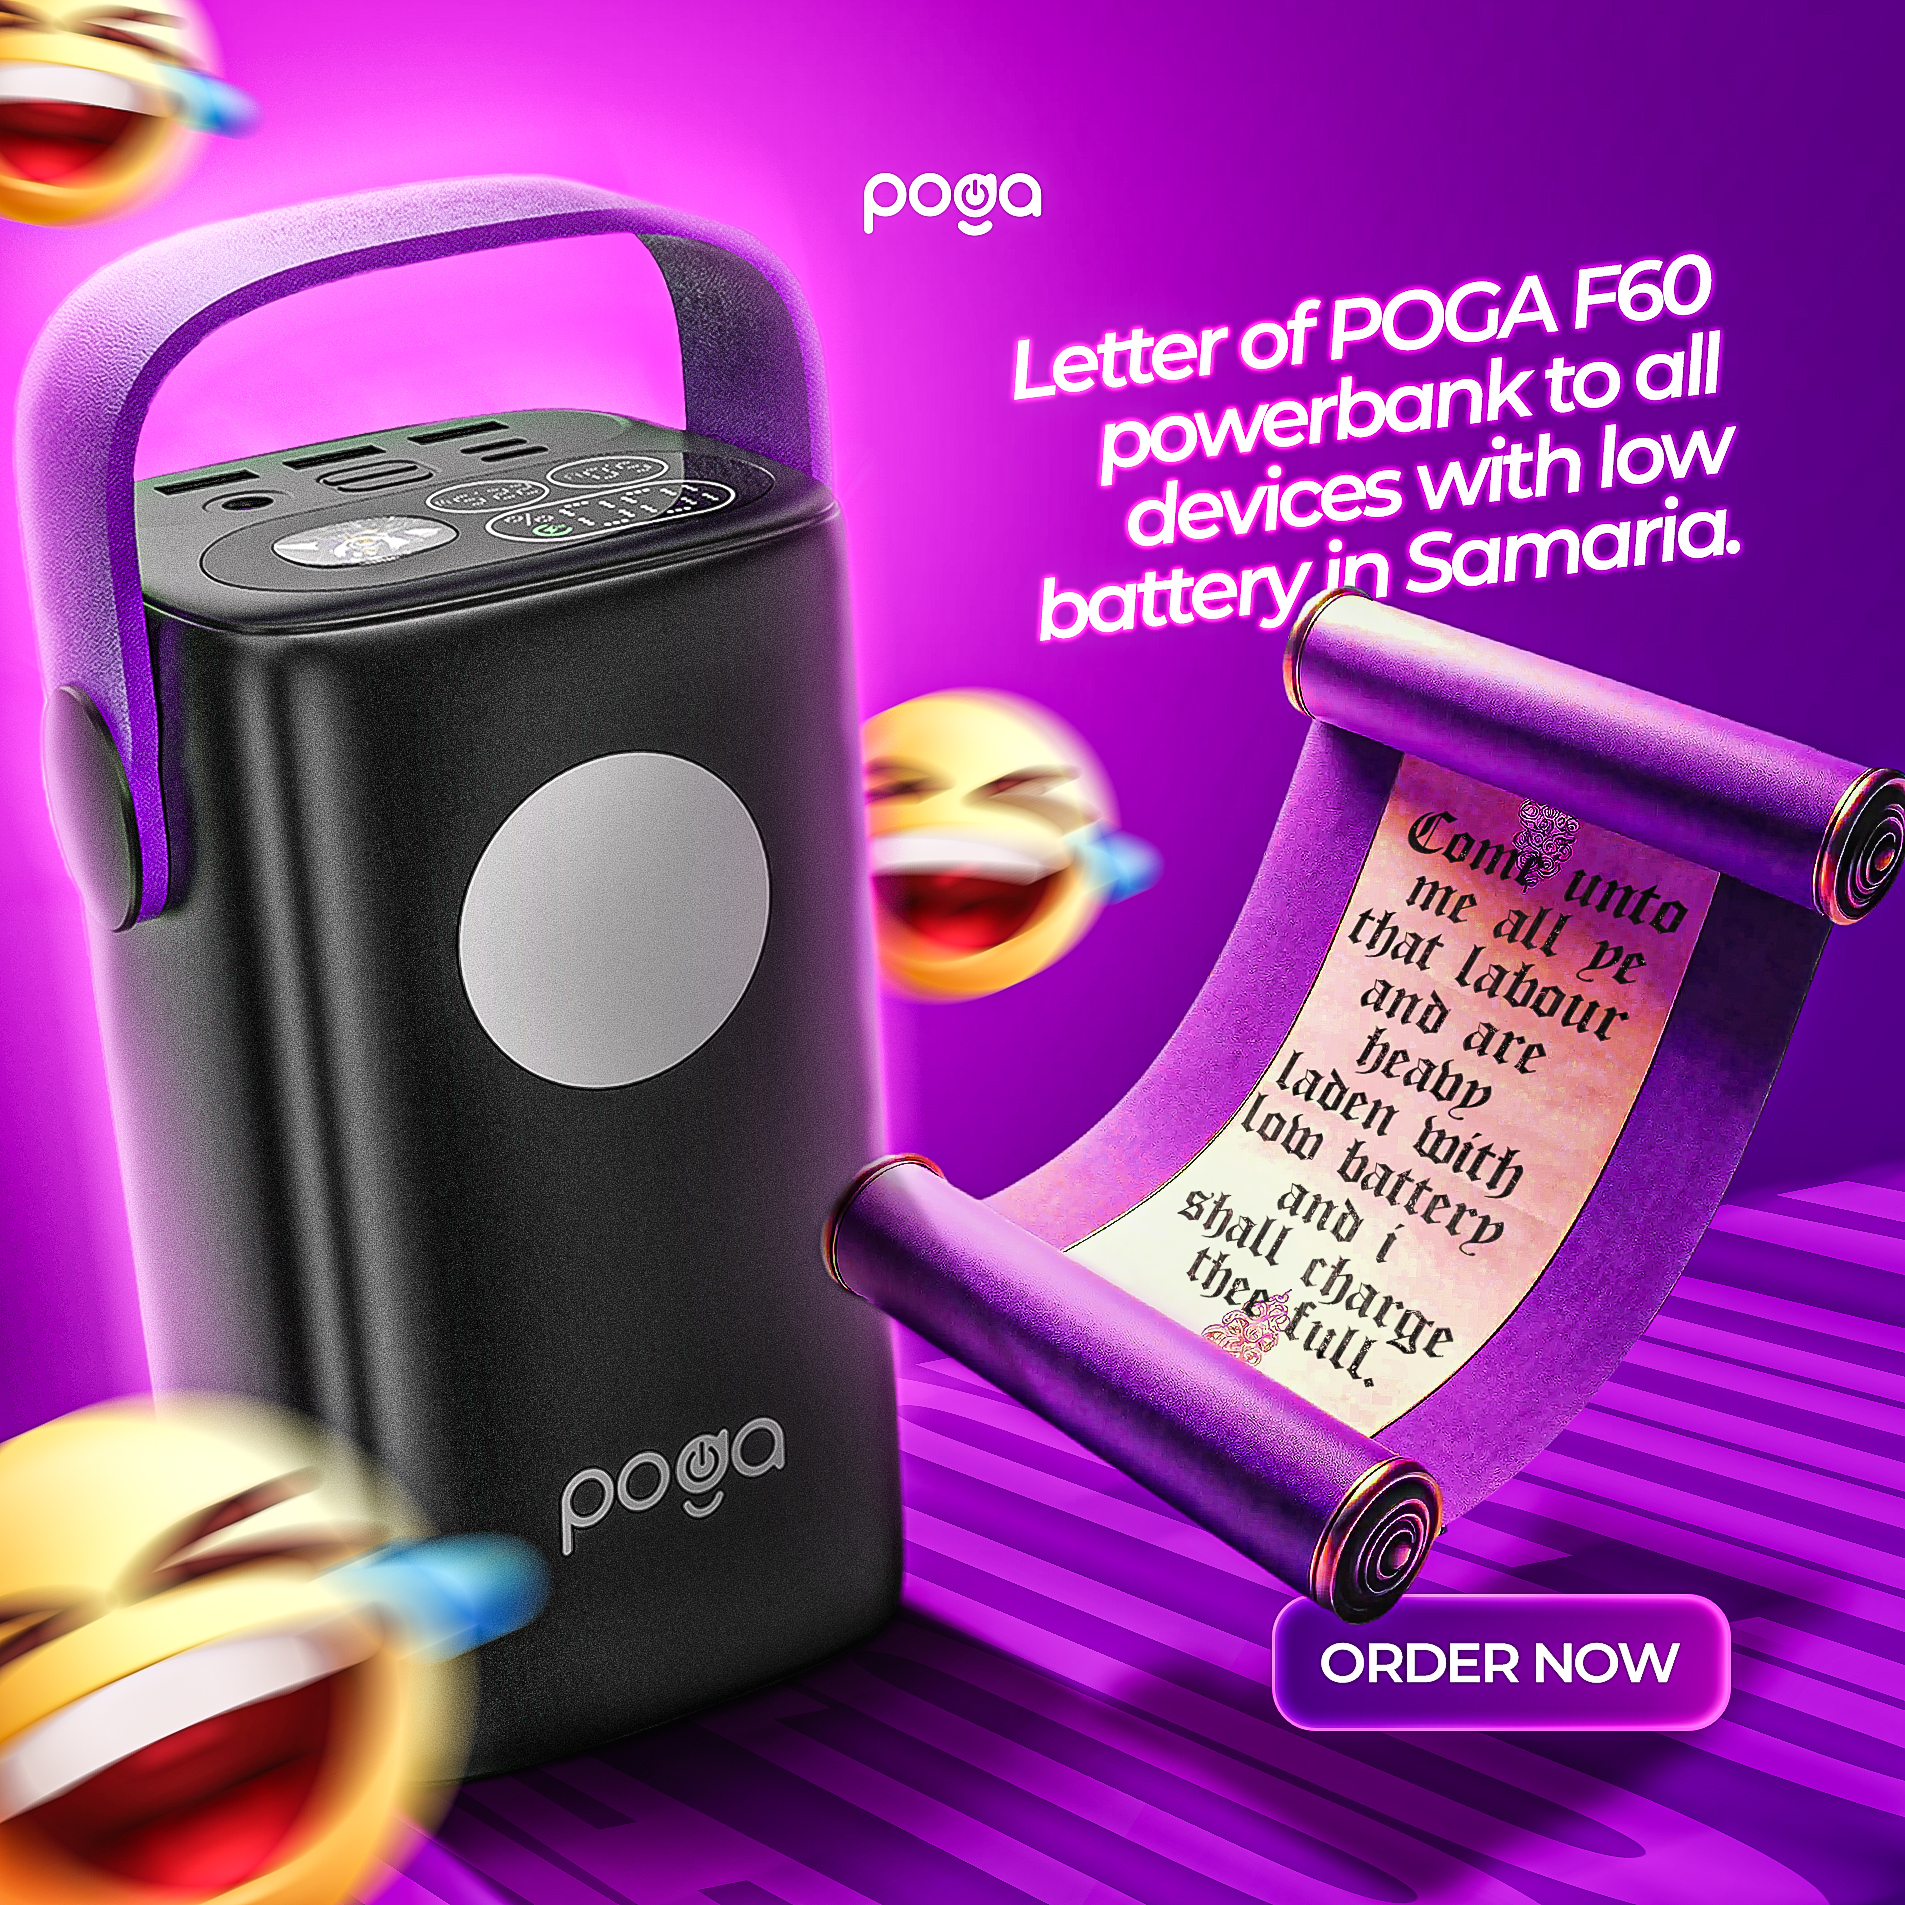 poga
Letter of POGA F60
powerbank to all
devices with low
battery in Samaria.
Come unto
me all ye
that labour
and are
heavy
laden with
low battery
and i
shall charge
thee full.
poga
ORDER NOW